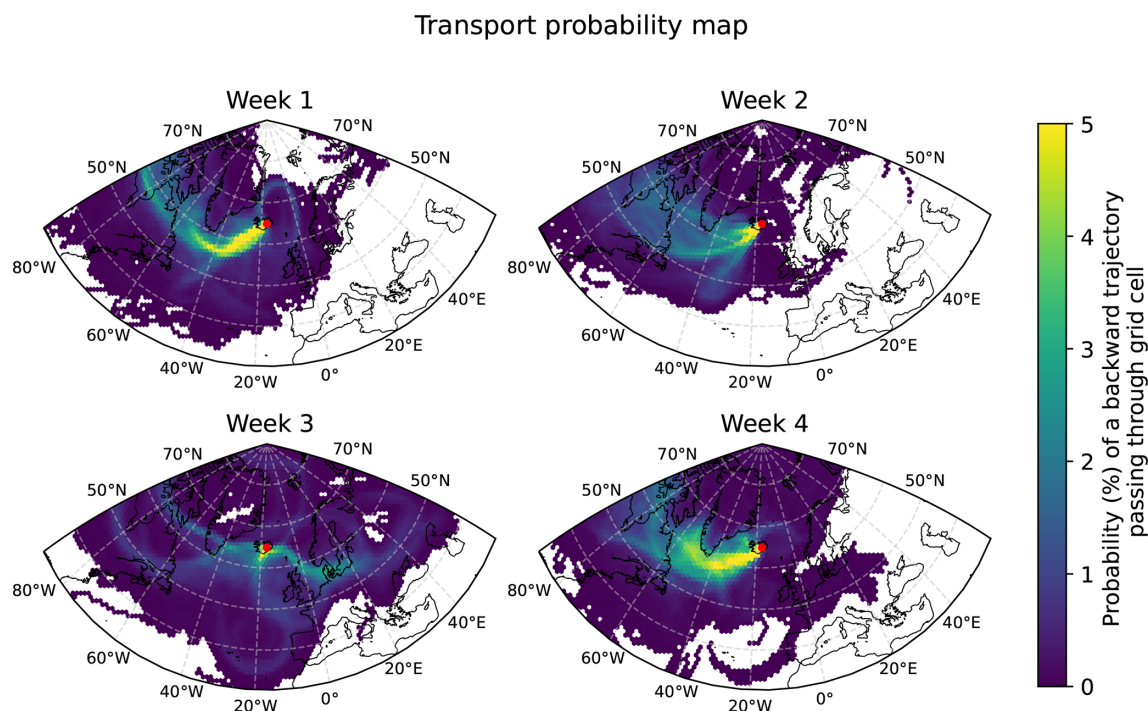 Transport probability map
Week 1
Week 2
70°N
70°N
50°N
50°N
80°W
60°W
40°W
20°W
0°
20°E
40°E
70°N
70°N
50°N
50°N
80°W
60°W
40°W
20°W
0°
20°E
40°E
Week 3
Week 4
70°N
70°N
50°N
50°N
80°W
60°W
40°W
20°W
0°
20°E
40°E
70°N
70°N
50°N
50°N
80°W
60°W
40°W
20°W
0°
20°E
40°E
5
4
3
2
1
0
Probability (%) of a backward trajectory
passing through grid cell